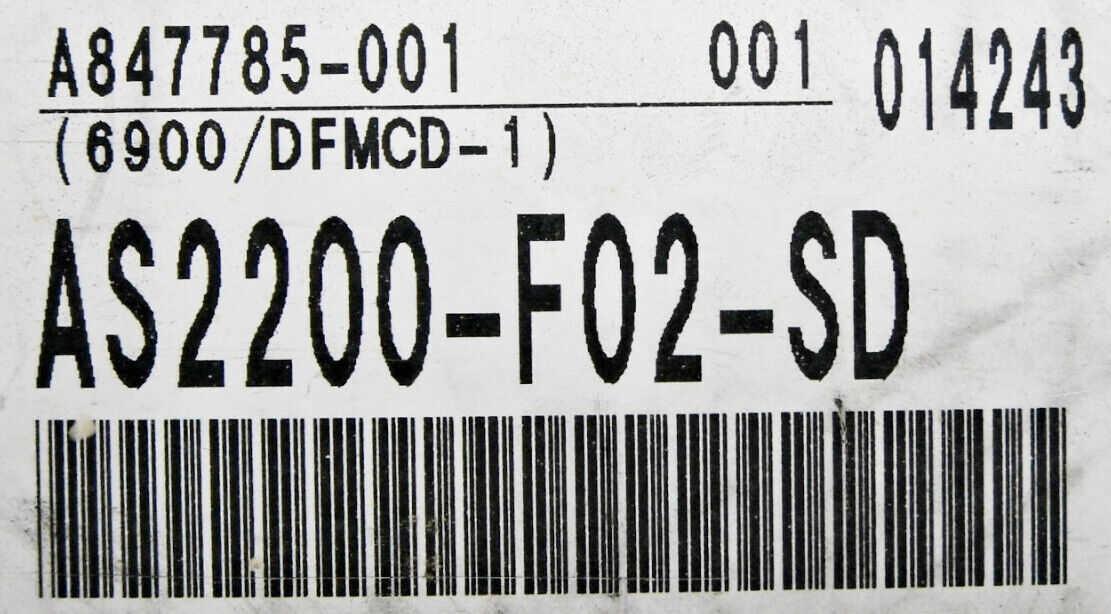 A847785-001 001 014243
(6900/DFMCD-1)
AS2200-F02-SD